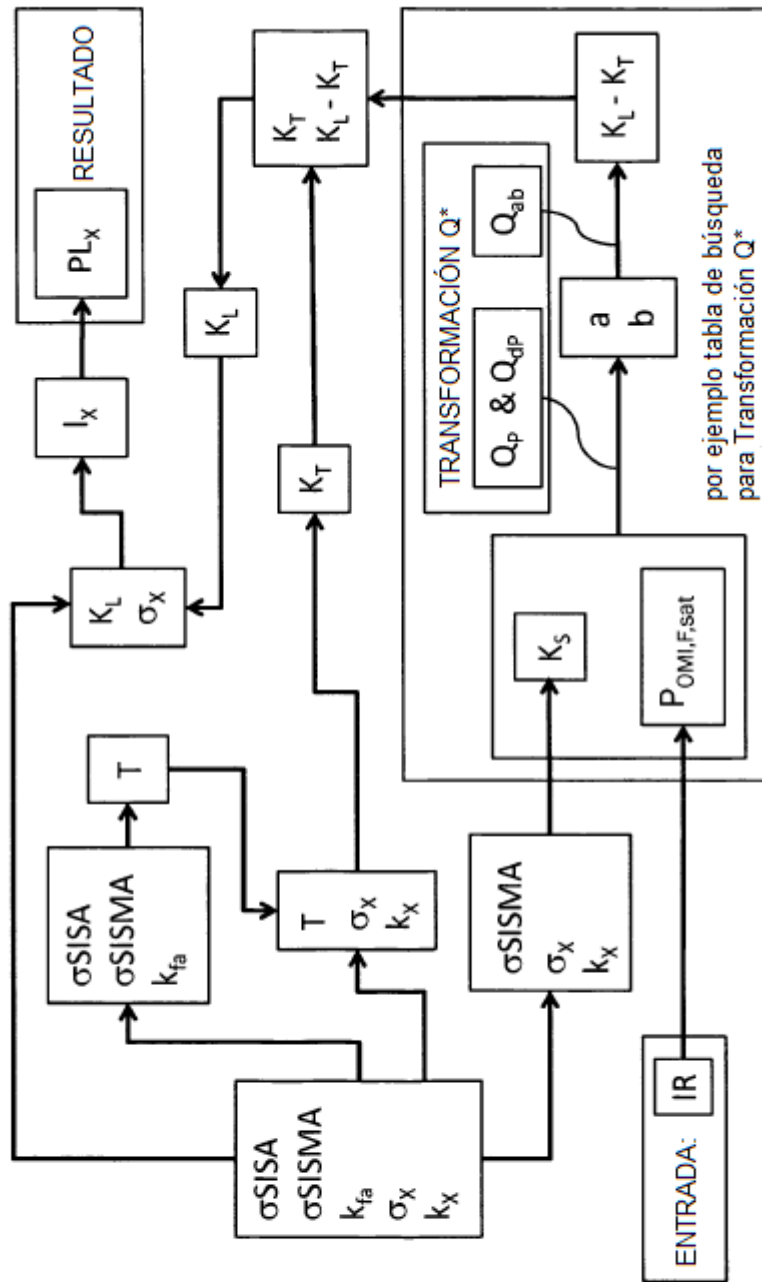 σSISA
σSISMA
k_fa
σ_X
k_X
σSISA
σSISMA
k_fa
T
T
σ_X
k_X
K_L
σ_X
I_X
PL_X
RESULTADO
K_T
K_L
K_T
K_L - K_T
σSISMA
σ_X
k_X
K_S
ENTRADA:
IR
P_OMI,F,sat
TRANSFORMACIÓN Q*
Q_P & Q_dP
Q_ab
a
b
K_L - K_T
por ejemplo tabla de búsqueda
para Transformación Q*